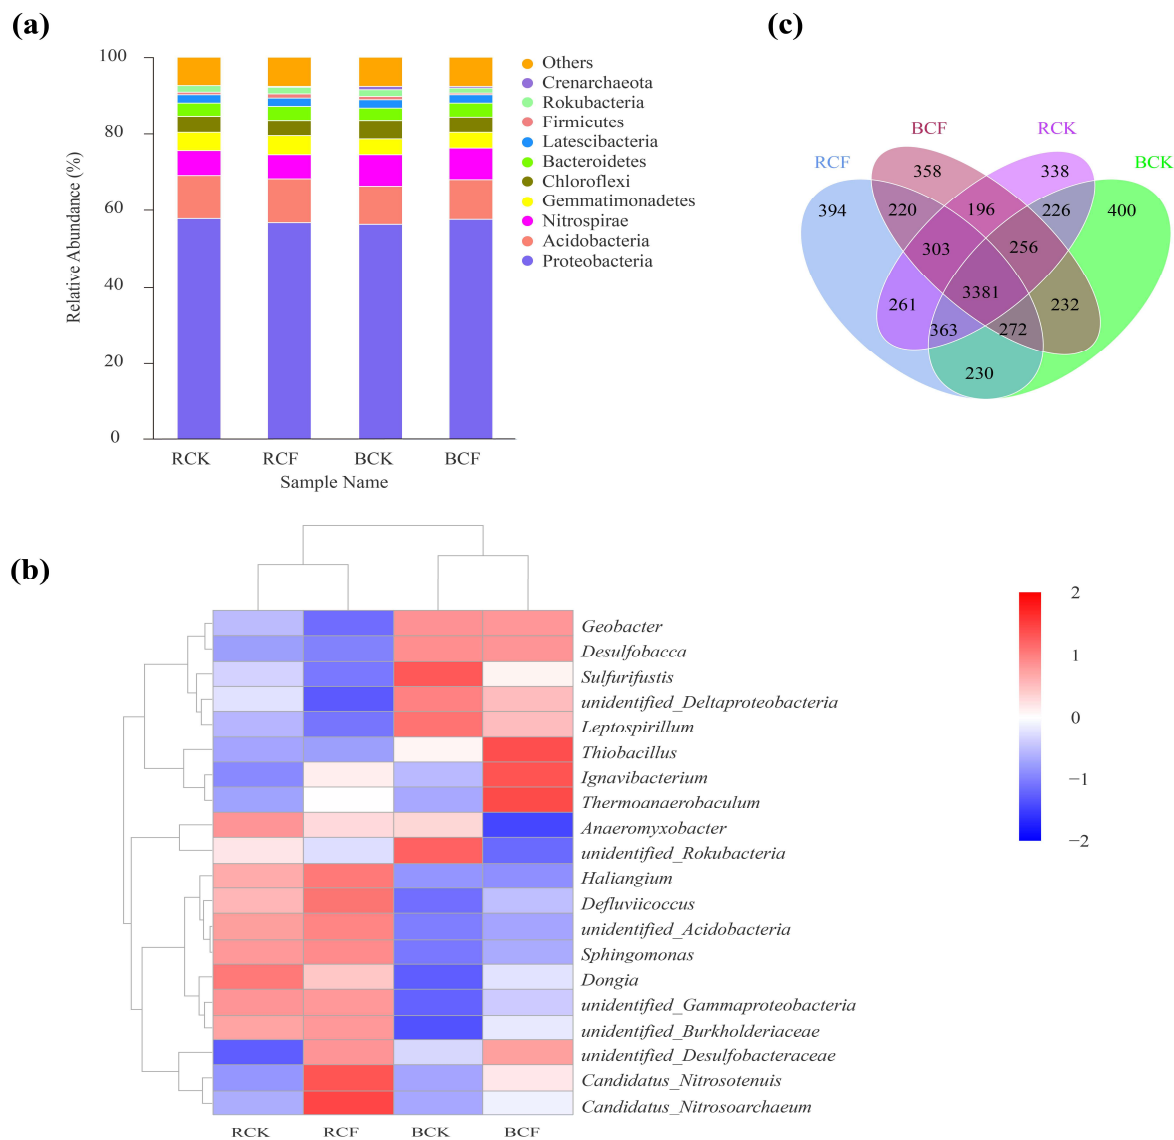 (a)
100
80
60
40
20
0
Relative Abundance (%)
RCK RCF BCK BCF
Sample Name
Others
Crenarchaeota
Rokubacteria
Firmicutes
Latescibacteria
Bacteroidetes
Chloroflexi
Gemmatimonadetes
Nitrospirae
Acidobacteria
Proteobacteria
(c)
BCF RCK
RCF BCK
358 338
394 220 196 226 400
303 256
3381
261 232
363 272
230
(b)
Geobacter
Desulfobacca
Sulfurifustis
unidentified_Deltaproteobacteria
Leptospirillum
Thiobacillus
Ignavibacterium
Thermoanaerobaculum
Anaeromyxobacter
unidentified_Rokubacteria
Haliangium
Defluviicoccus
unidentified_Acidobacteria
Sphingomonas
Dongia
unidentified_Gammaproteobacteria
unidentified_Burkholderiaceae
unidentified_Desulfobacteraceae
Candidatus_Nitrosotenuis
Candidatus_Nitrosoarchaeum
RCK RCF BCK BCF
2
1
0
−1
−2